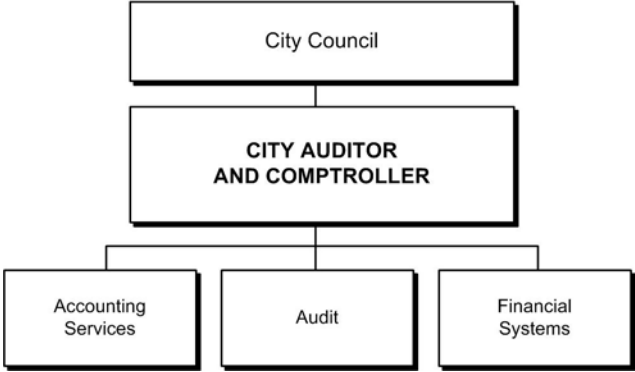 City Council
CITY AUDITOR
AND COMPTROLLER
Accounting
Services
Audit
Financial
Systems